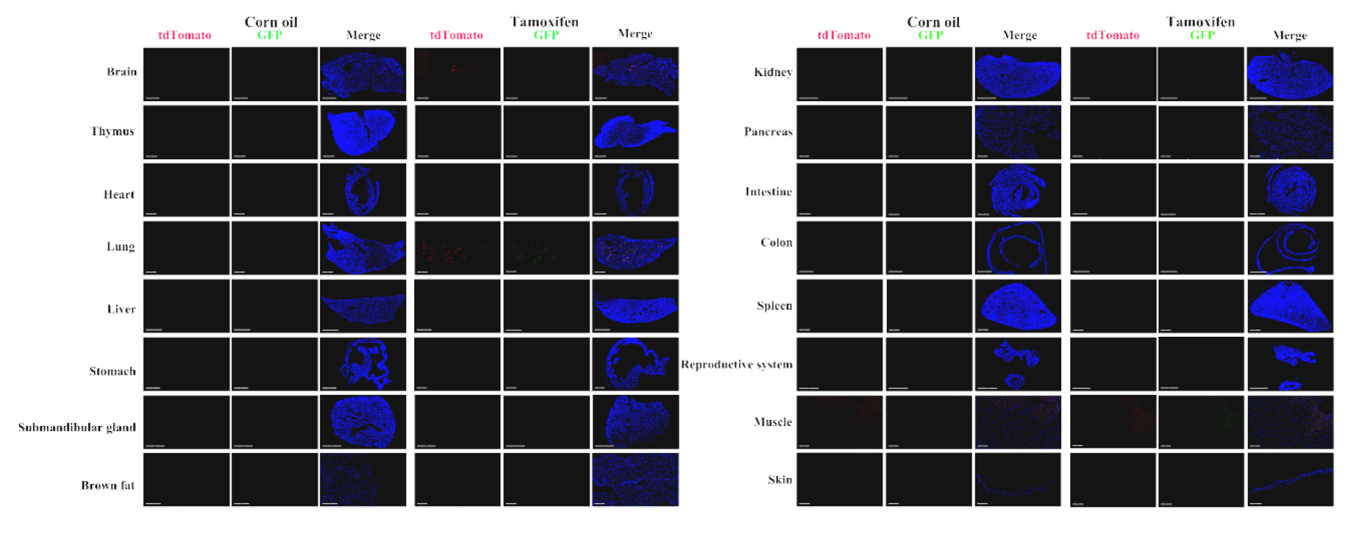 Corn oil Tamoxifen Corn oil Tamoxifen
tdTomato GFP Merge tdTomato GFP Merge tdTomato GFP Merge tdTomato GFP Merge
Brain Kidney
Thymus Pancreas
Heart Intestine
Lung Colon
Liver Spleen
Stomach Reproductive system
Submandibular gland Muscle
Brown fat Skin